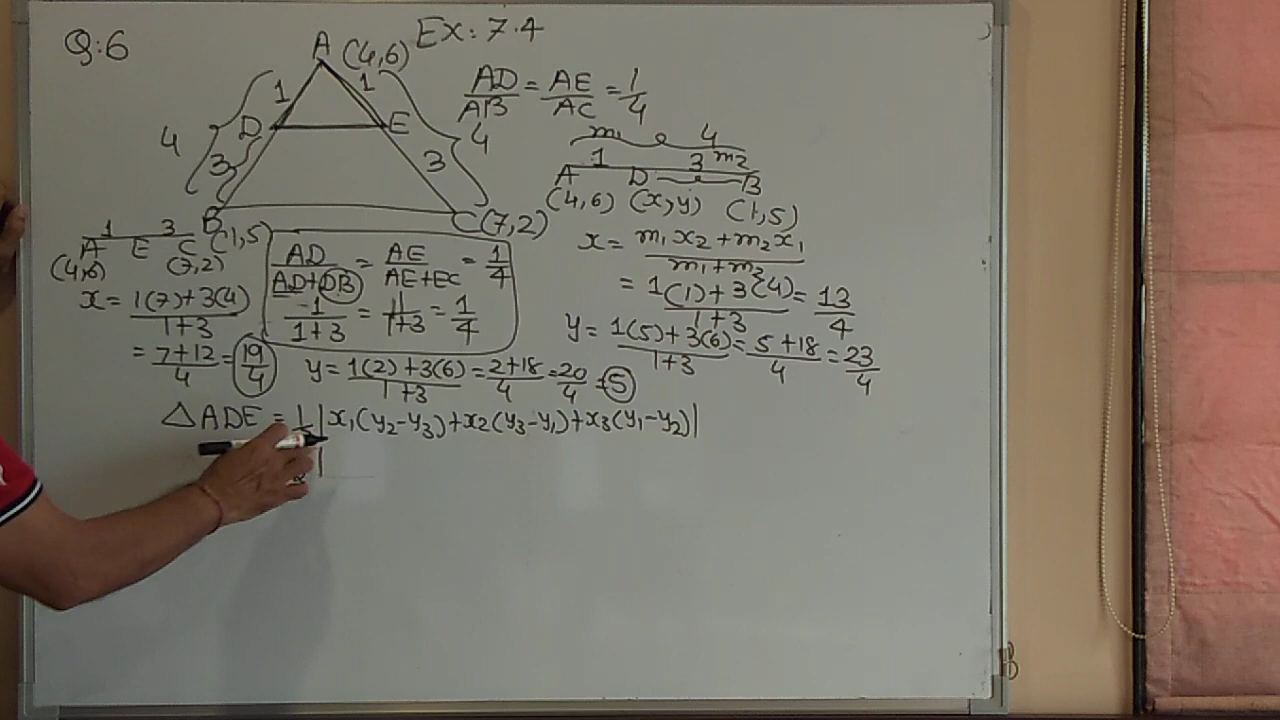 Q:6
Ex: 7.4
A (4,6)
1 1
D E
4 3 3 4
B (1,5)
C (7,2)
AD/AB = AE/AC = 1/4
m1 4
1 3 m2
A D B
(4,6) (x,y) (1,5)
x = m1x2 + m2x1 / m1+m2
= 1(1) + 3(4) / 1+3 = 13/4
y = 1(5) + 3(6) / 1+3 = 5+18 / 4 = 23/4
1 3
A E C
(4,6) (7,2)
x = 1(7)+3(4) / 1+3
= 7+12 / 4 = 19/4
AD / AD+DB = AE / AE+EC = 1/4
1 / 1+3 = 1 / 1+3 = 1/4
y = 1(2)+3(6) / 1+3 = 2+18 / 4 = 20/4 = 5
△ADE = 1/ |x1(y2-y3)+x2(y3-y1)+x3(y1-y2)|